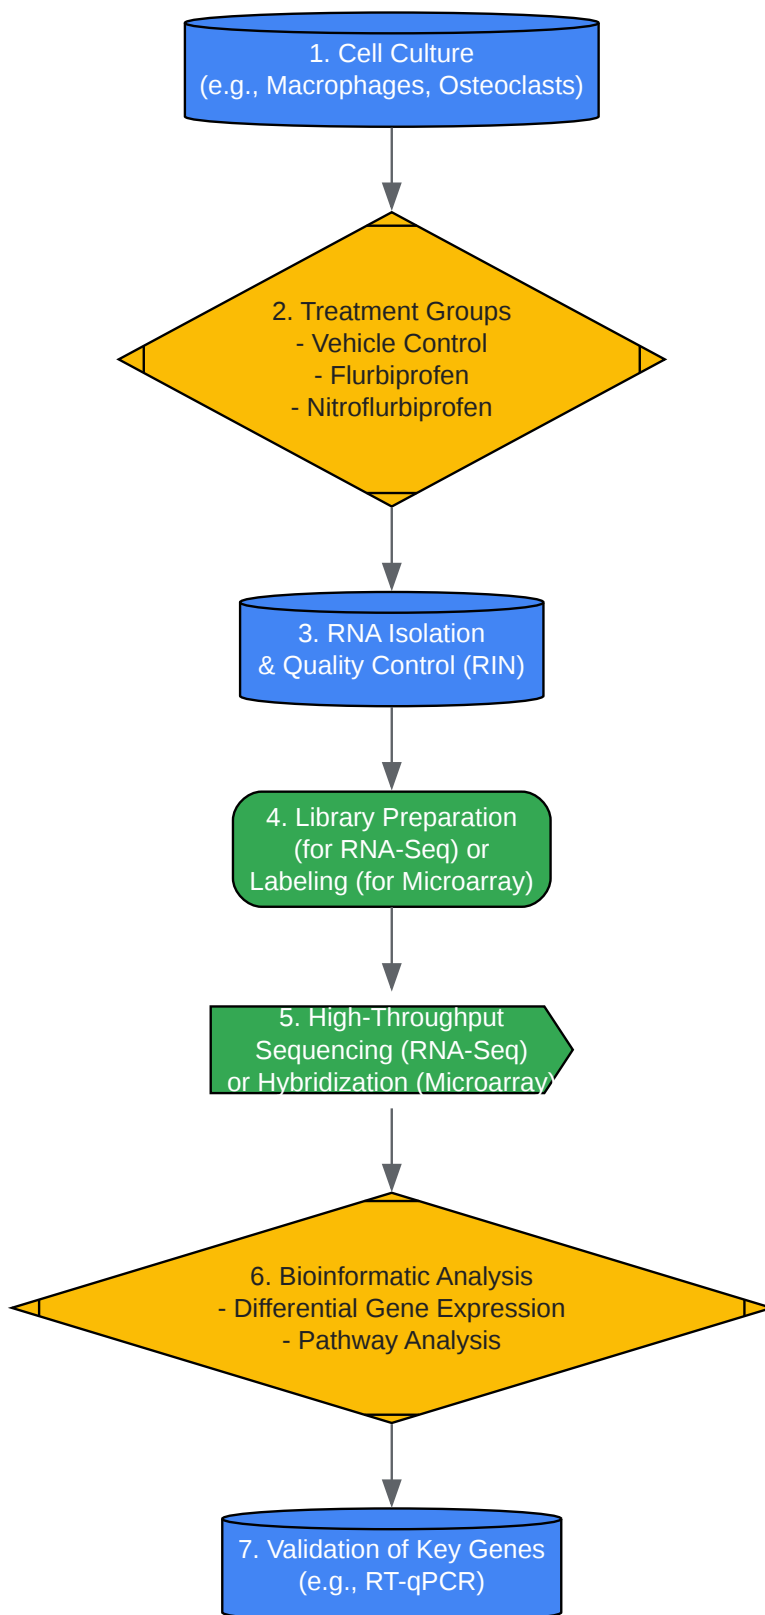 1. Cell Culture
(e.g., Macrophages, Osteoclasts)
2. Treatment Groups
- Vehicle Control
- Flurbiprofen
- Nitroflurbiprofen
3. RNA Isolation
& Quality Control (RIN)
4. Library Preparation
(for RNA-Seq) or
Labeling (for Microarray)
5. High-Throughput
Sequencing (RNA-Seq)
or Hybridization (Microarray)
6. Bioinformatic Analysis
- Differential Gene Expression
- Pathway Analysis
7. Validation of Key Genes
(e.g., RT-qPCR)